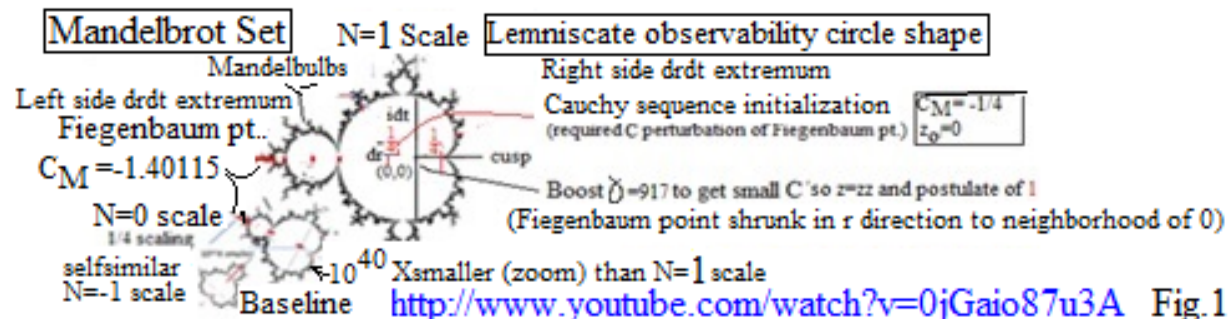 Mandelbrot Set N=1 Scale Lemniscate observability circle shape
Mandelbulbs
Right side drdt extremum
Left side drdt extremum
Fiegenbaum pt..
Cauchy sequence initialization
(required C perturbation of Fiegenbaum pt.)
C_M= -1/4
z_o=0
idt
dr
(0,0)
cusp
C_M=-1.40115
Boost γ=917 to get small C so z=zz and postulate of 1
(Fiegenbaum point shrunk in r direction to neighborhood of 0)
N=0 scale
1/4 scaling
selfsimilar
N=-1 scale
Baseline
10^40 Xsmaller (zoom) than N=1 scale
http://www.youtube.com/watch?v=0jGaio87u3A Fig.1